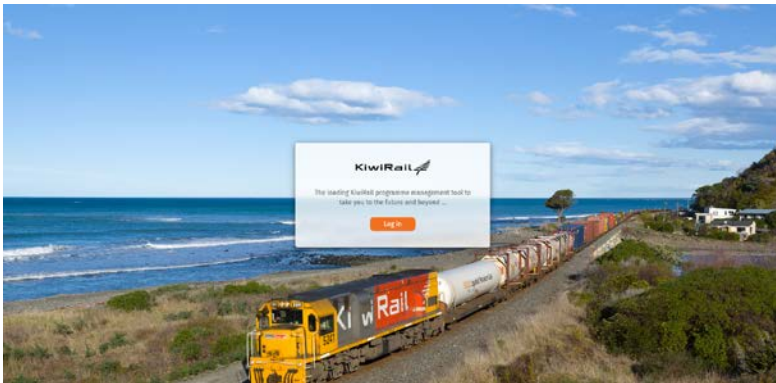 KiwiRail
The leading KiwiRail programme management tool to
take you to the future and beyond ...
Log in
KiwiRail